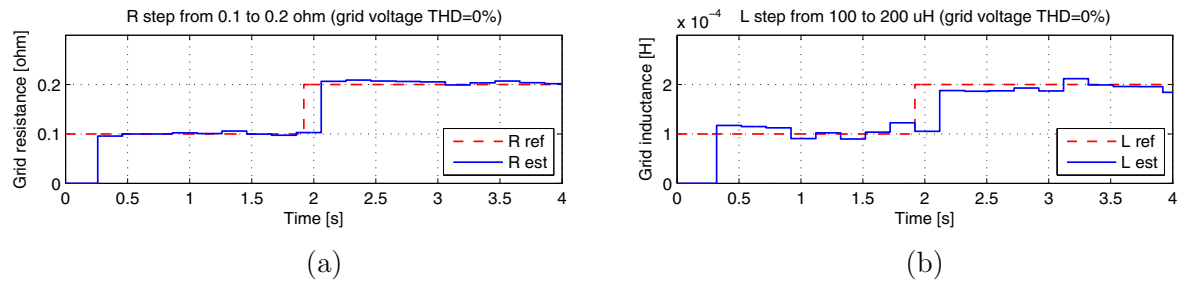 R step from 0.1 to 0.2 ohm (grid voltage THD=0%)
Grid resistance [ohm]
0.2
0.1
0
R ref
R est
0 0.5 1 1.5 2 2.5 3 3.5 4
Time [s]
(a)
L step from 100 to 200 uH (grid voltage THD=0%)
x 10⁻⁴
Grid inductance [H]
3
2
1
0
L ref
L est
0 0.5 1 1.5 2 2.5 3 3.5 4
Time [s]
(b)